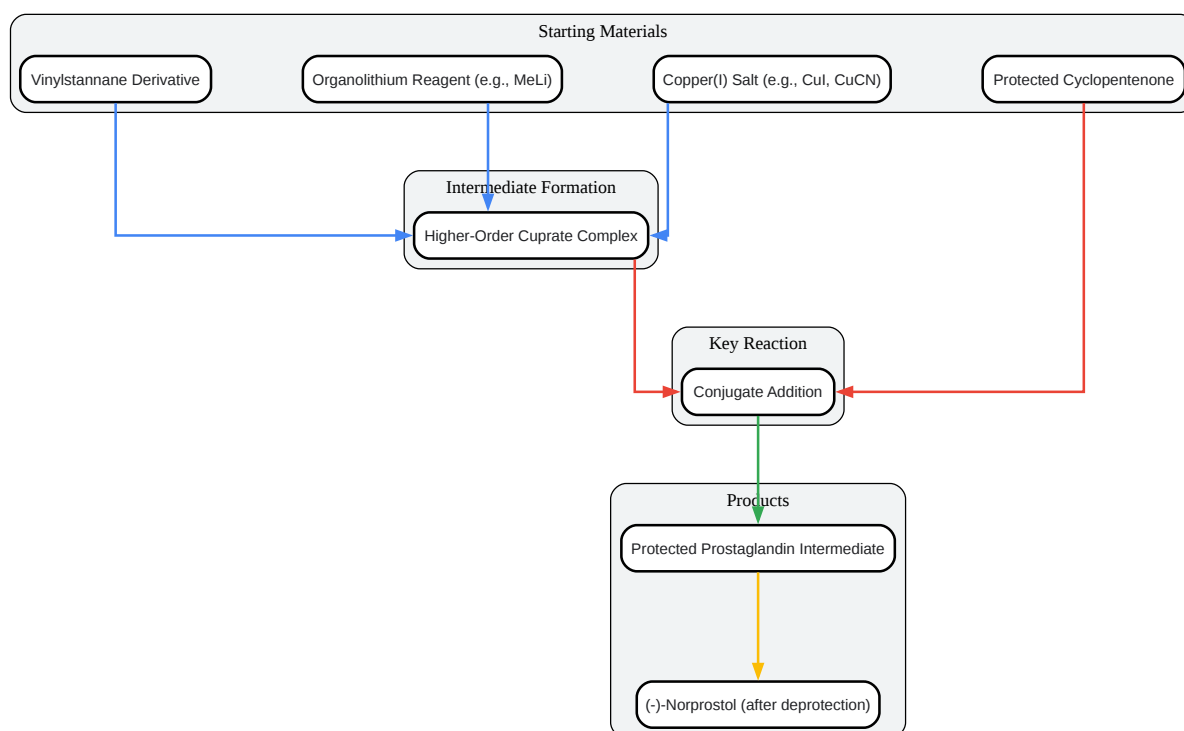 Starting Materials
Vinylstannane Derivative
Organolithium Reagent (e.g., MeLi)
Copper(I) Salt (e.g., CuI, CuCN)
Protected Cyclopentenone
Intermediate Formation
Higher-Order Cuprate Complex
Key Reaction
Conjugate Addition
Products
Protected Prostaglandin Intermediate
(-)-Norprostol (after deprotection)